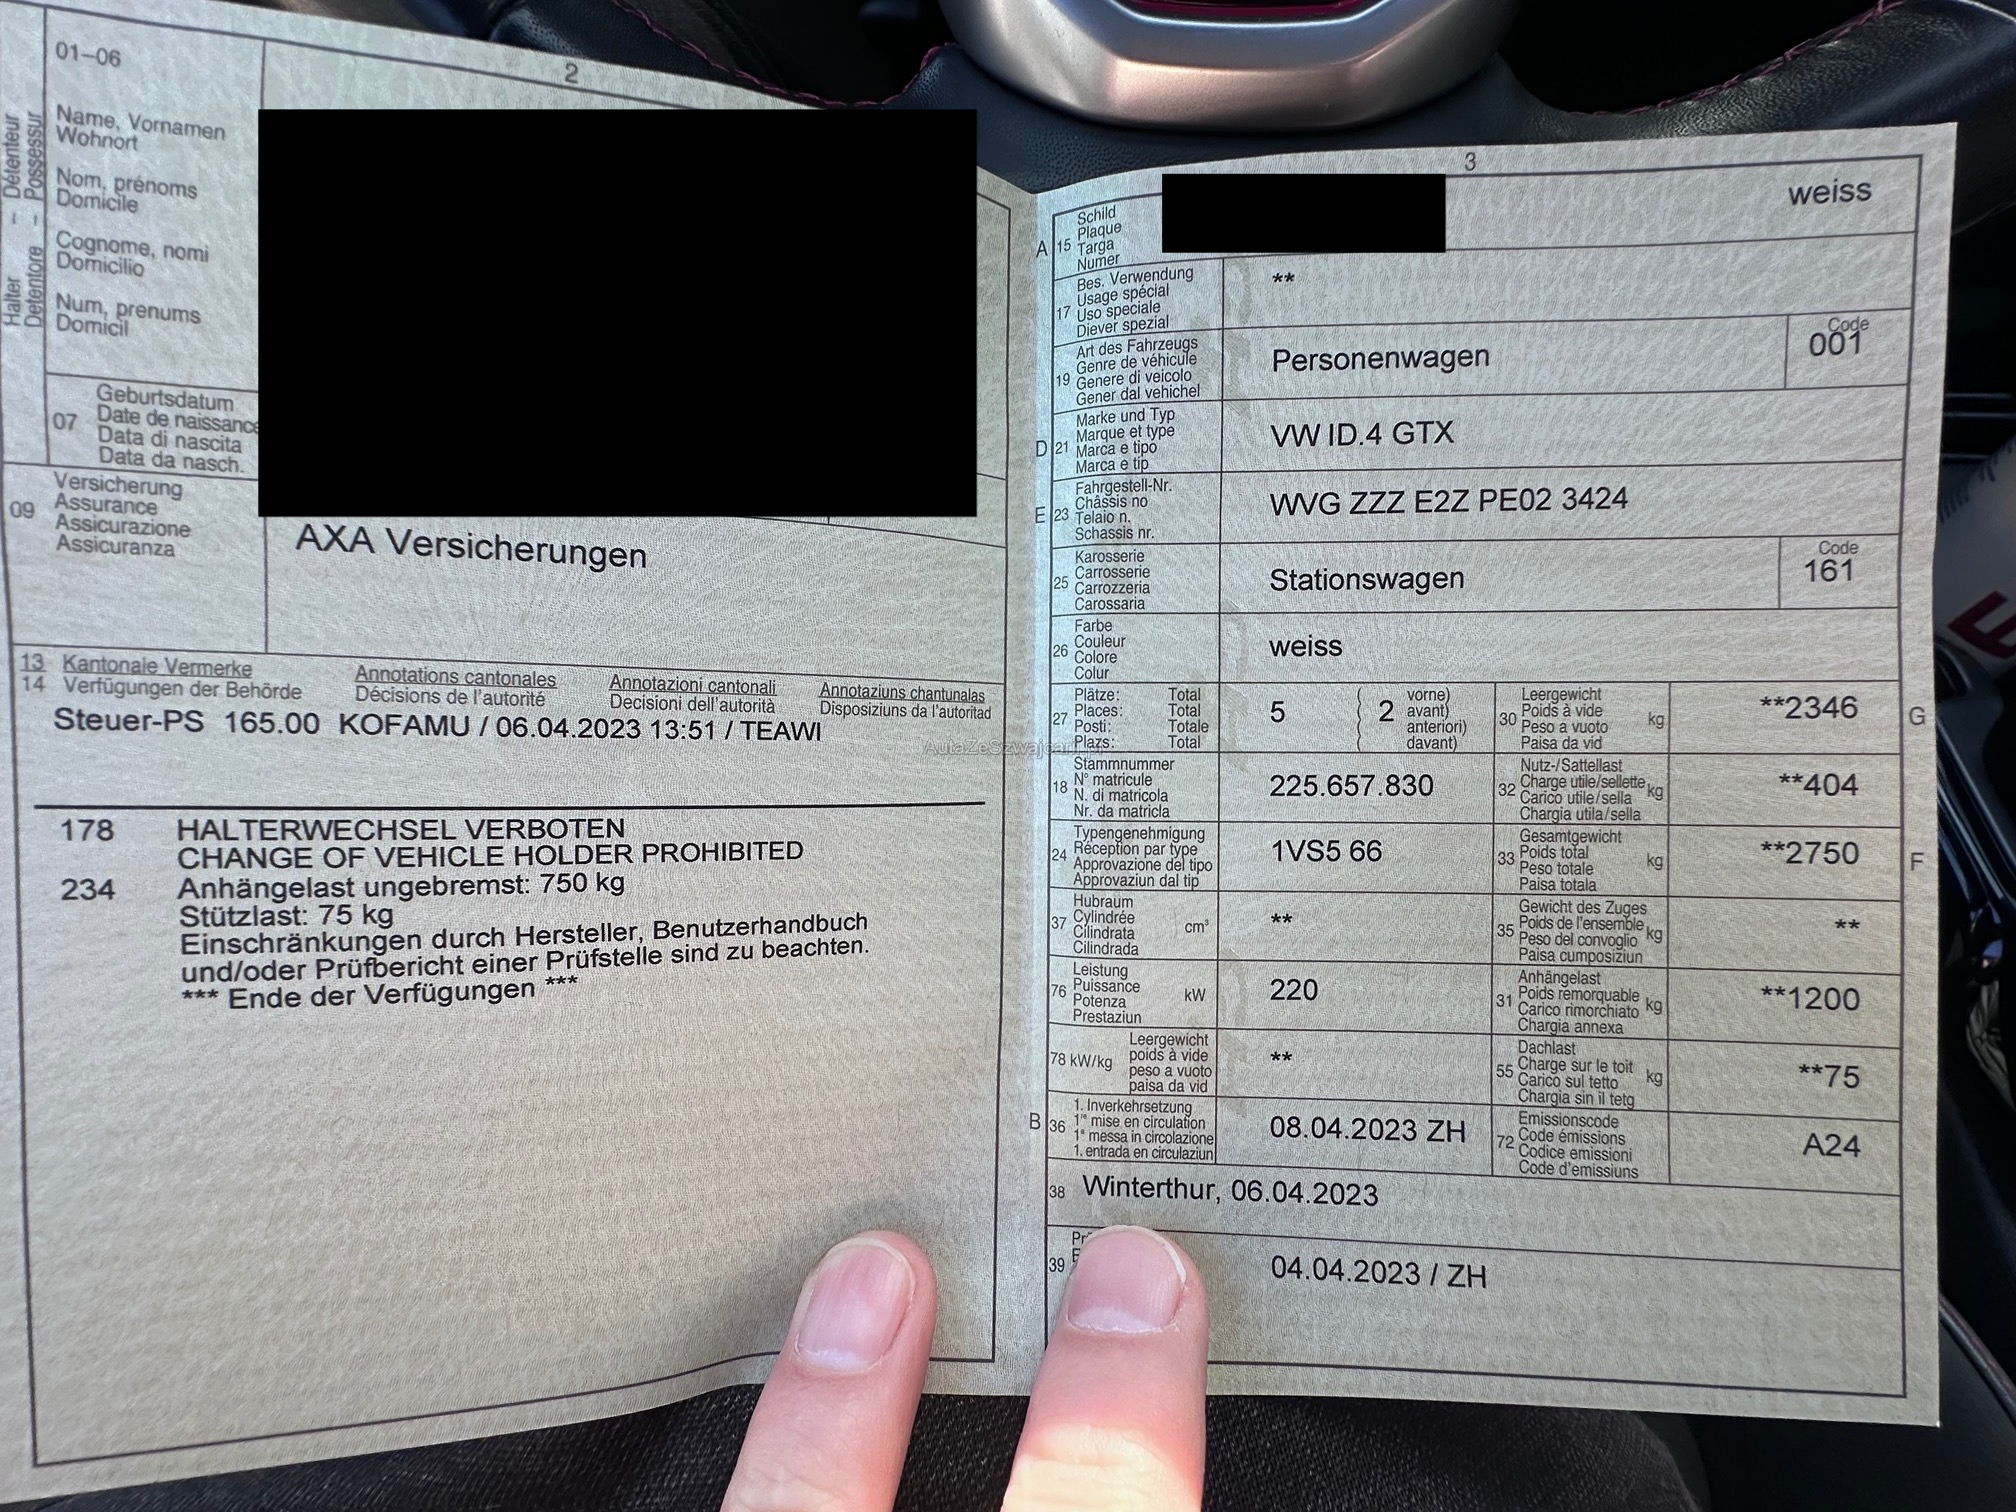 2
01–06
Name, Vornamen
Wohnort
Nom, prénoms
Domicile
Cognome, nomi
Domicilio
Num, prenums
Domicil
Halter – Détenteur
Detentore – Possessur
07
Geburtsdatum
Date de naissance
Data di nascita
Data da nasch.
09
Versicherung
Assurance
Assicurazione
Assicuranza
AXA Versicherungen
13 Kantonale Vermerke Annotations cantonales Annotazioni cantonali Annotaziuns chantunalas
14 Verfügungen der Behörde Décisions de l'autorité Decisioni dell'autorità Disposiziuns da l'autoritad
Steuer-PS 165.00 KOFAMU / 06.04.2023 13:51 / TEAWI
178 HALTERWECHSEL VERBOTEN
CHANGE OF VEHICLE HOLDER PROHIBITED
234 Anhängelast ungebremst: 750 kg
Stützlast: 75 kg
Einschränkungen durch Hersteller, Benutzerhandbuch
und/oder Prüfbericht einer Prüfstelle sind zu beachten.
*** Ende der Verfügungen ***
3
A 15
Schild
Plaque
Targa
Numer
weiss
17
Bes. Verwendung
Usage spécial
Uso speciale
Diever spezial
**
19
Art des Fahrzeugs
Genre de véhicule
Genere di veicolo
Gener dal vehichel
Personenwagen
Code
001
D 21
Marke und Typ
Marque et type
Marca e tipo
Marca e tip
VW ID.4 GTX
E 23
Fahrgestell-Nr.
Châssis no
Telaio n.
Schassis nr.
WVG ZZZ E2Z PE02 3424
25
Karosserie
Carrosserie
Carrozzeria
Carossaria
Stationswagen
Code
161
26
Farbe
Couleur
Colore
Colur
weiss
27
Plätze: Total
Places: Total
Posti: Totale
Plazs: Total
5
2
vorne)
avant)
anteriori)
davant)
30
Leergewicht
Poids à vide
Peso a vuoto
Paisa da vid
kg
**2346
G
18
Stammnummer
N° matricule
N. di matricola
Nr. da matricla
225.657.830
32
Nutz-/Sattellast
Charge utile/sellette
Carico utile/sella
Chargia utila/sella
kg
**404
24
Typengenehmigung
Réception par type
Approvazione del tipo
Approvaziun dal tip
1VS5 66
33
Gesamtgewicht
Poids total
Peso totale
Paisa totala
kg
**2750
F
37
Hubraum
Cylindrée
Cilindrata
Cilindrada
cm³
**
35
Gewicht des Zuges
Poids de l'ensemble
Peso del convoglio
Paisa cumposiziun
kg
**
76
Leistung
Puissance
Potenza
Prestaziun
kW
220
31
Anhängelast
Poids remorquable
Carico rimorchiato
Chargia annexa
kg
**1200
78 kW/kg
Leergewicht
poids à vide
peso a vuoto
paisa da vid
**
55
Dachlast
Charge sur le toit
Carico sul tetto
Chargia sin il tetg
kg
**75
B 36
1. Inverkehrsetzung
1re mise en circulation
1a messa in circolazione
1. entrada en circulaziun
08.04.2023 ZH
72
Emissionscode
Code émissions
Codice emissioni
Code d'emissiuns
A24
38 Winterthur, 06.04.2023
39
04.04.2023 / ZH